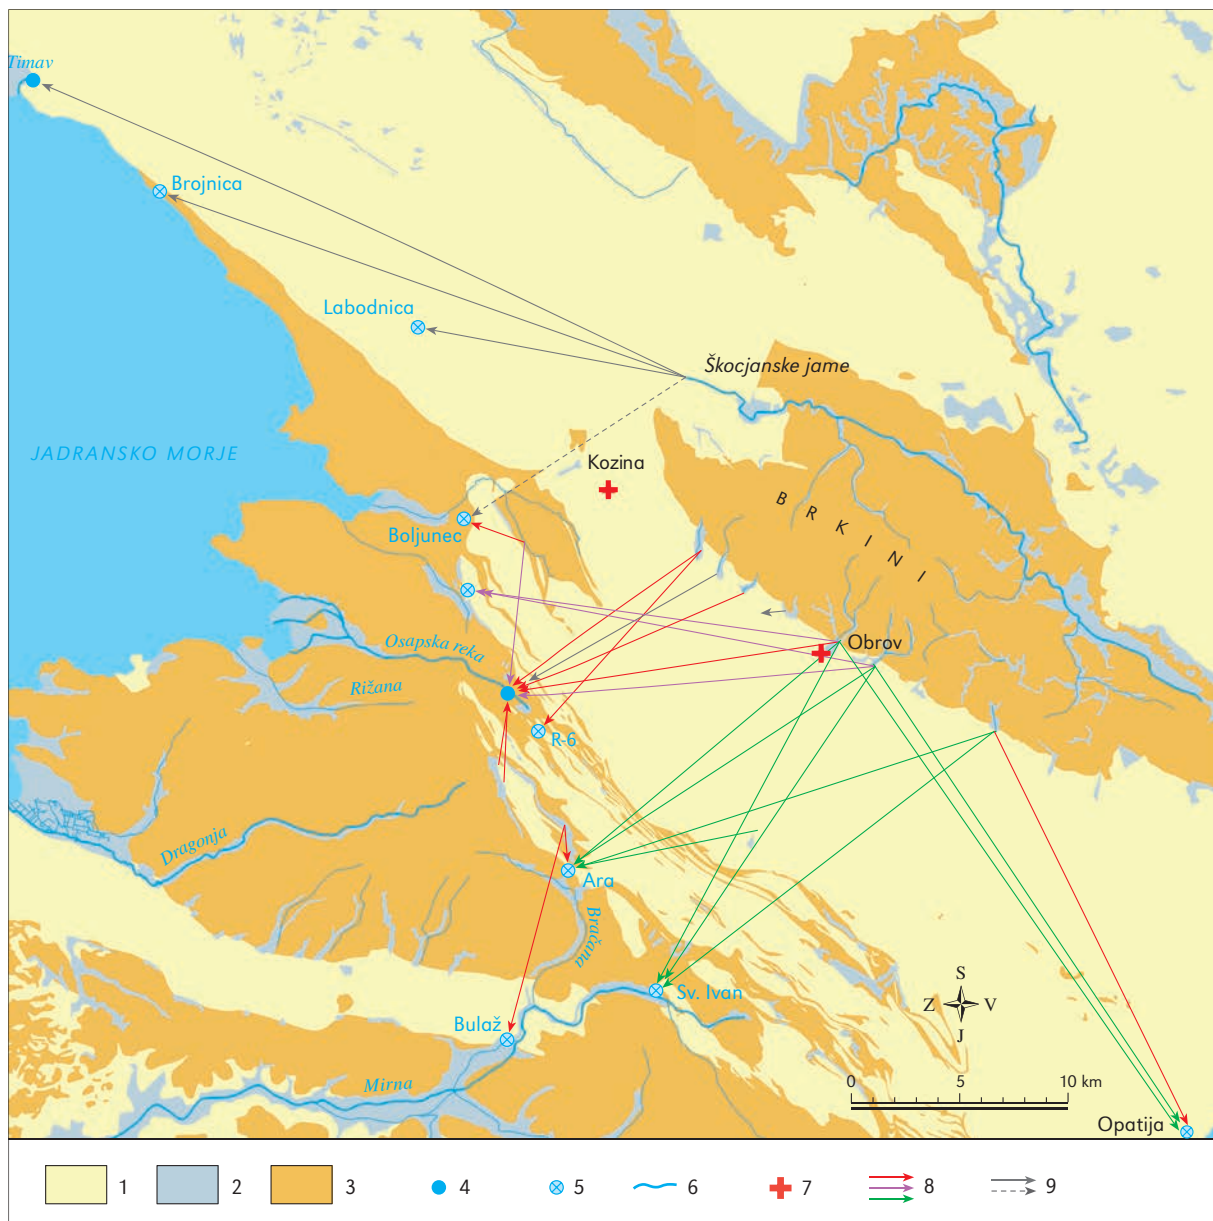 Timav
Brojnica
Labodnica
Škocjanske jame
JADRANSKO MORJE
Kozina
BRKINI
Boljunec
Osapska reka
Obrov
Rižana
R-6
Dragonja
Ara
Bračana
Sv. Ivan
S
Z V
J
Bulaž
Mirna
0 5 10 km
Opatija
1 2 3 4 5 6 7 8 9